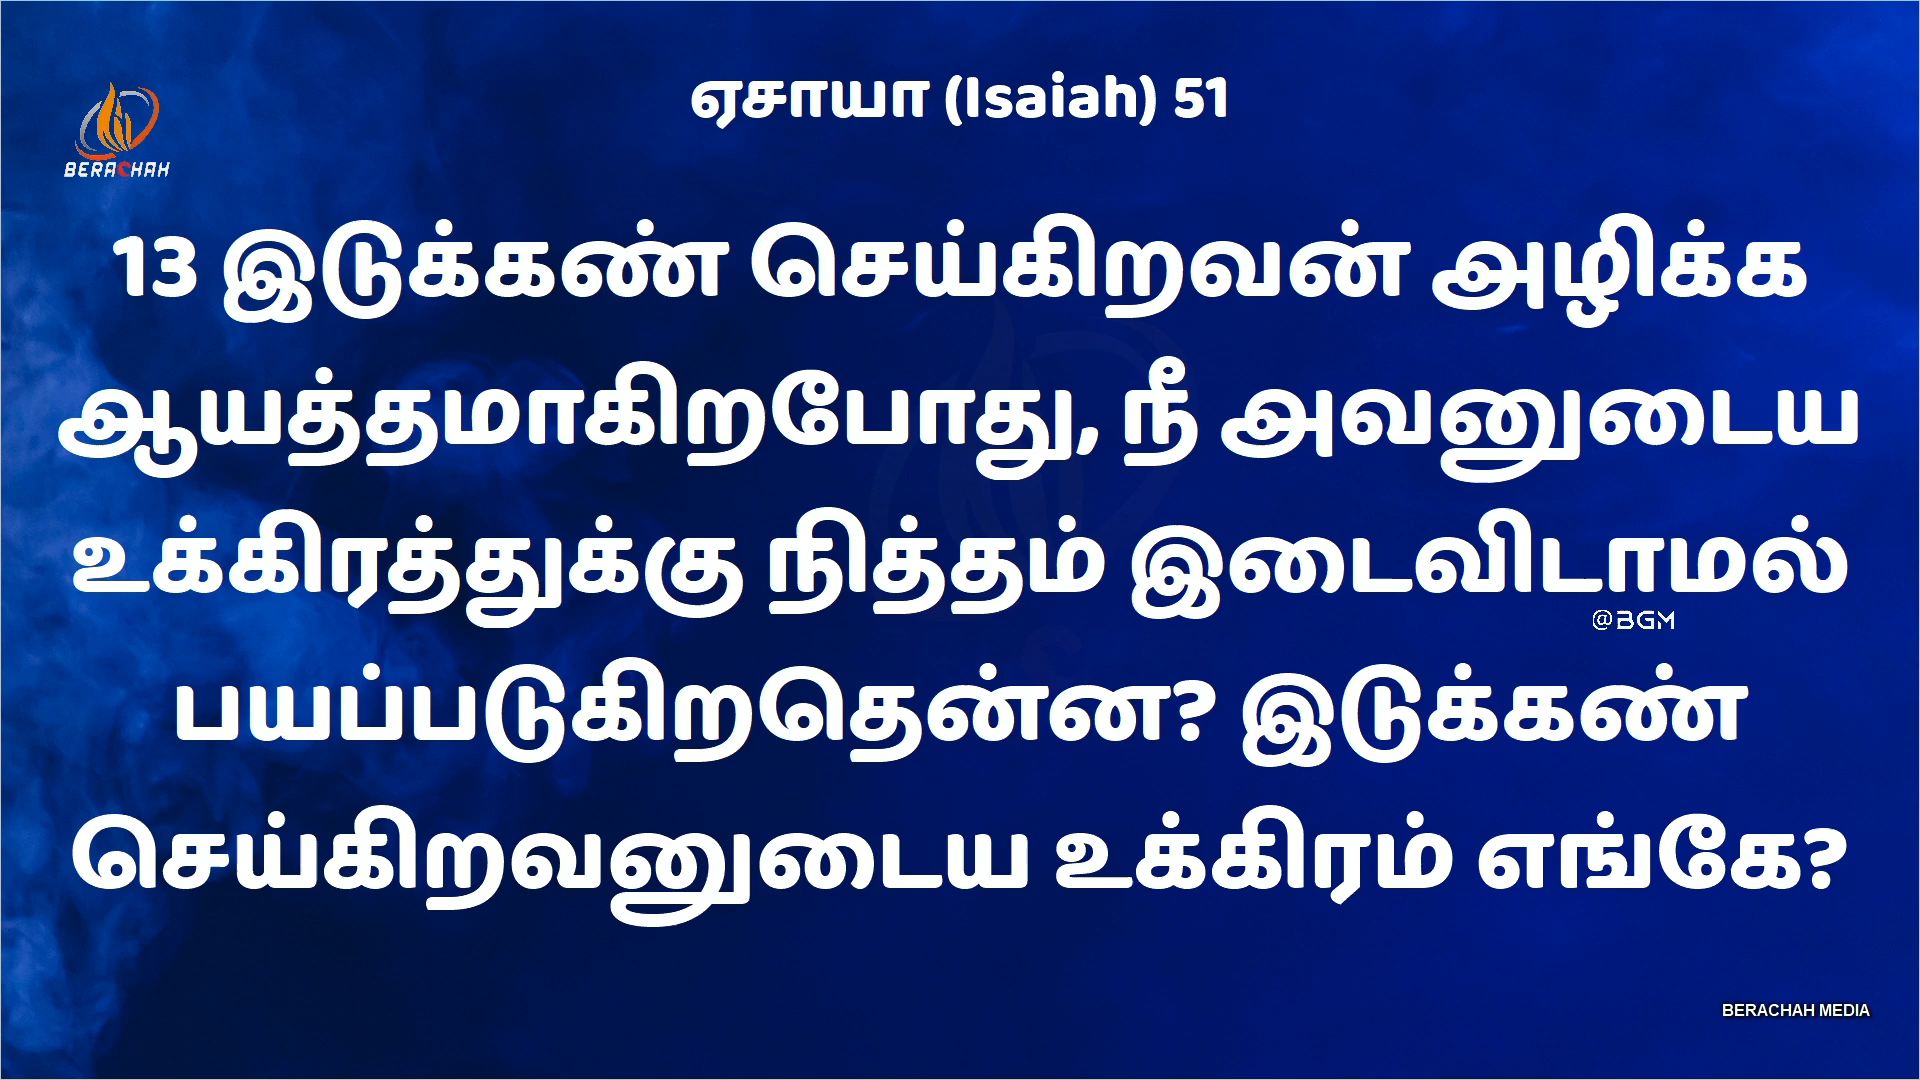 ஏசாயா (Isaiah) 51
BERACHAH
13 இடுக்கண் செய்கிறவன் அழிக்க
ஆயத்தமாகிறபோது, நீ அவனுடைய
உக்கிரத்துக்கு நித்தம் இடைவிடாமல்
@BGM
பயப்படுகிறதென்ன? இடுக்கண்
செய்கிறவனுடைய உக்கிரம் எங்கே?
BERACHAH MEDIA